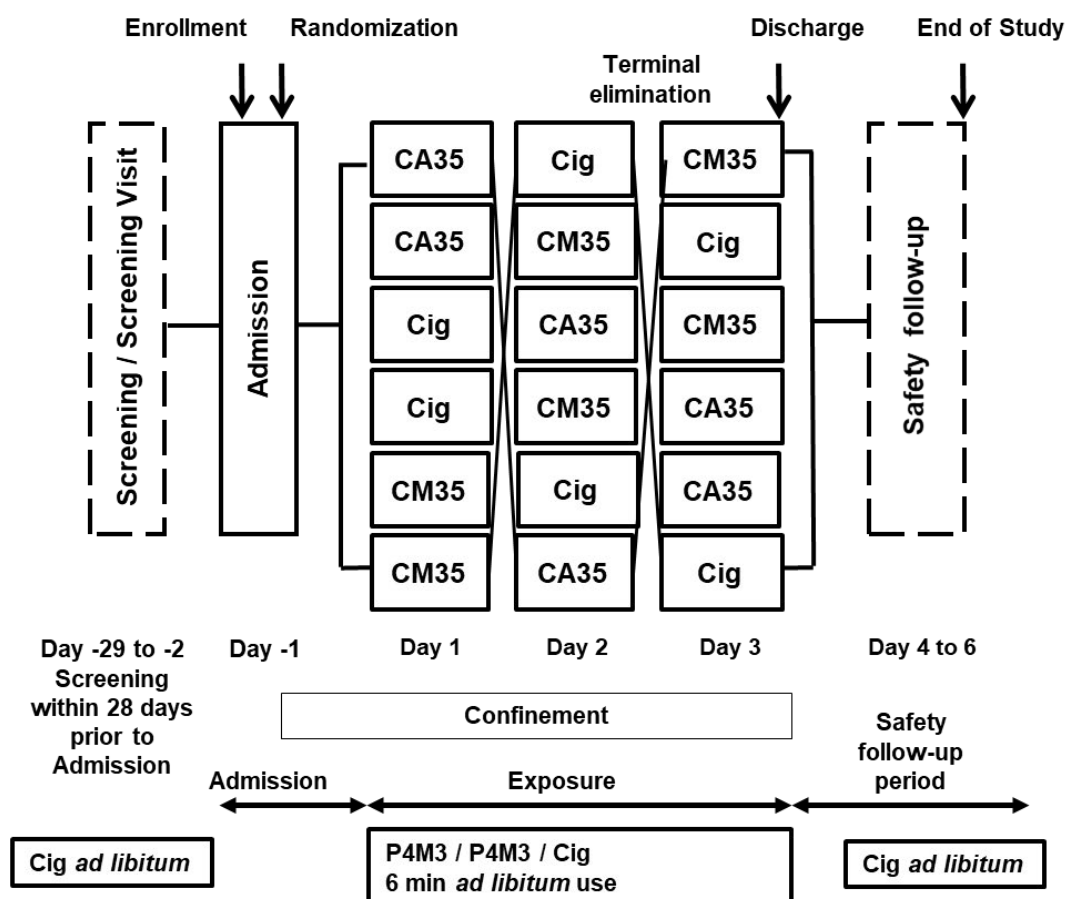 Enrollment
Randomization
Discharge
End of Study
Terminal
elimination
Screening / Screening Visit
Admission
CA35
Cig
CM35
CA35
CM35
Cig
Cig
CA35
CM35
Cig
CM35
CA35
CM35
Cig
CA35
CM35
CA35
Cig
Safety follow-up
Day -29 to -2
Screening
within 28 days
prior to
Admission
Day -1
Day 1
Day 2
Day 3
Day 4 to 6
Confinement
Safety
follow-up
period
Admission
Exposure
Cig ad libitum
P4M3 / P4M3 / Cig
6 min ad libitum use
Cig ad libitum